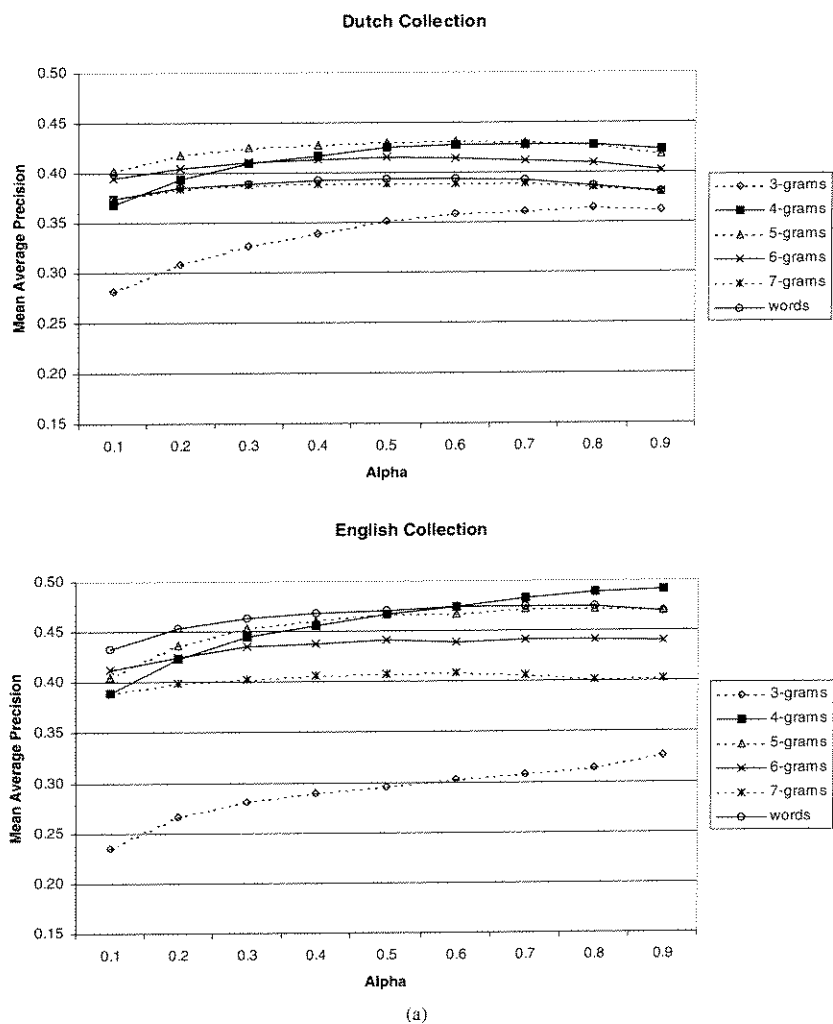 Dutch Collection
0.50
0.45
0.40
0.35
0.30
0.25
0.20
0.15
Mean Average Precision
0.1 0.2 0.3 0.4 0.5 0.6 0.7 0.8 0.9
Alpha
3-grams
4-grams
5-grams
6-grams
7-grams
words
English Collection
0.50
0.45
0.40
0.35
0.30
0.25
0.20
0.15
Mean Average Precision
0.1 0.2 0.3 0.4 0.5 0.6 0.7 0.8 0.9
Alpha
3-grams
4-grams
5-grams
6-grams
7-grams
words
(a)